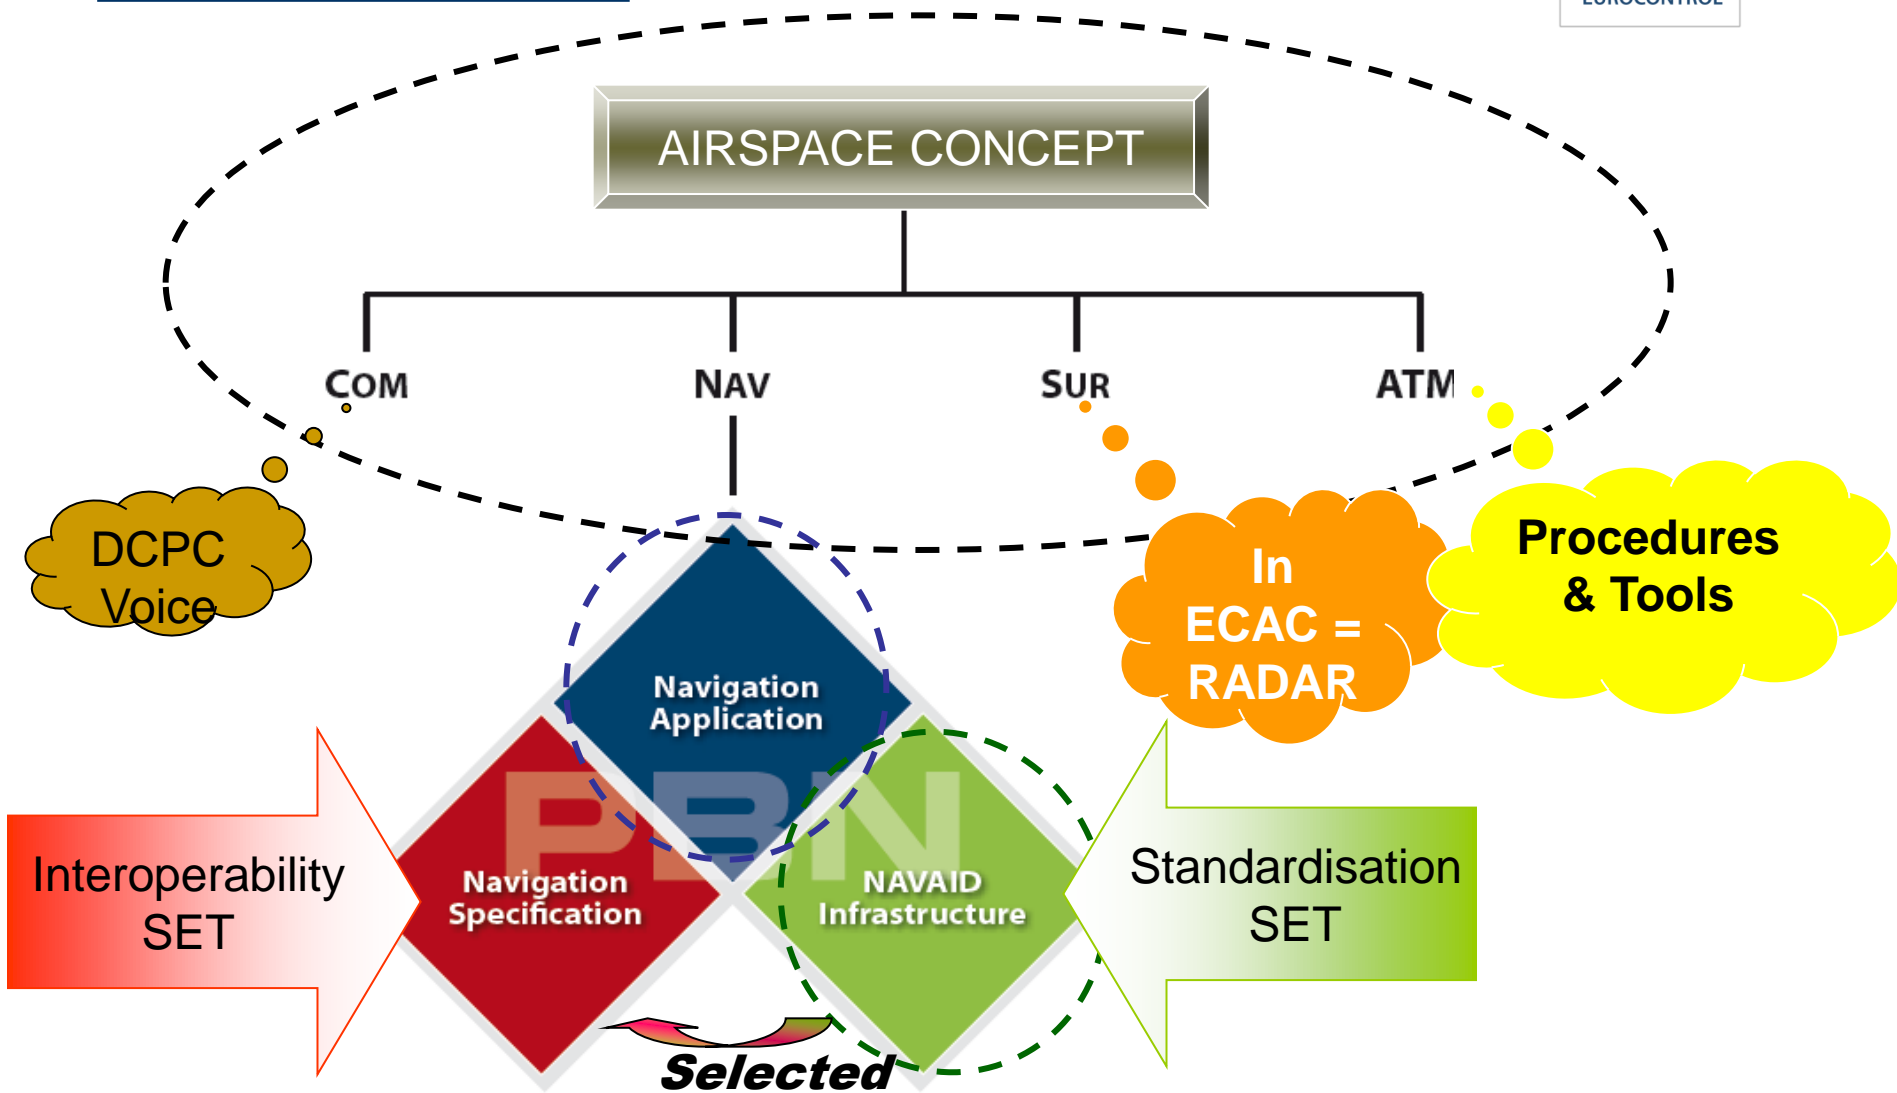 EUROCONTROL
AIRSPACE CONCEPT
COM
NAV
SUR
ATM
DCPC
Voice
In
ECAC =
RADAR
Procedures
& Tools
Navigation
Application
PBN
Interoperability
SET
Navigation
Specification
NAVAID
Infrastructure
Standardisation
SET
Selected